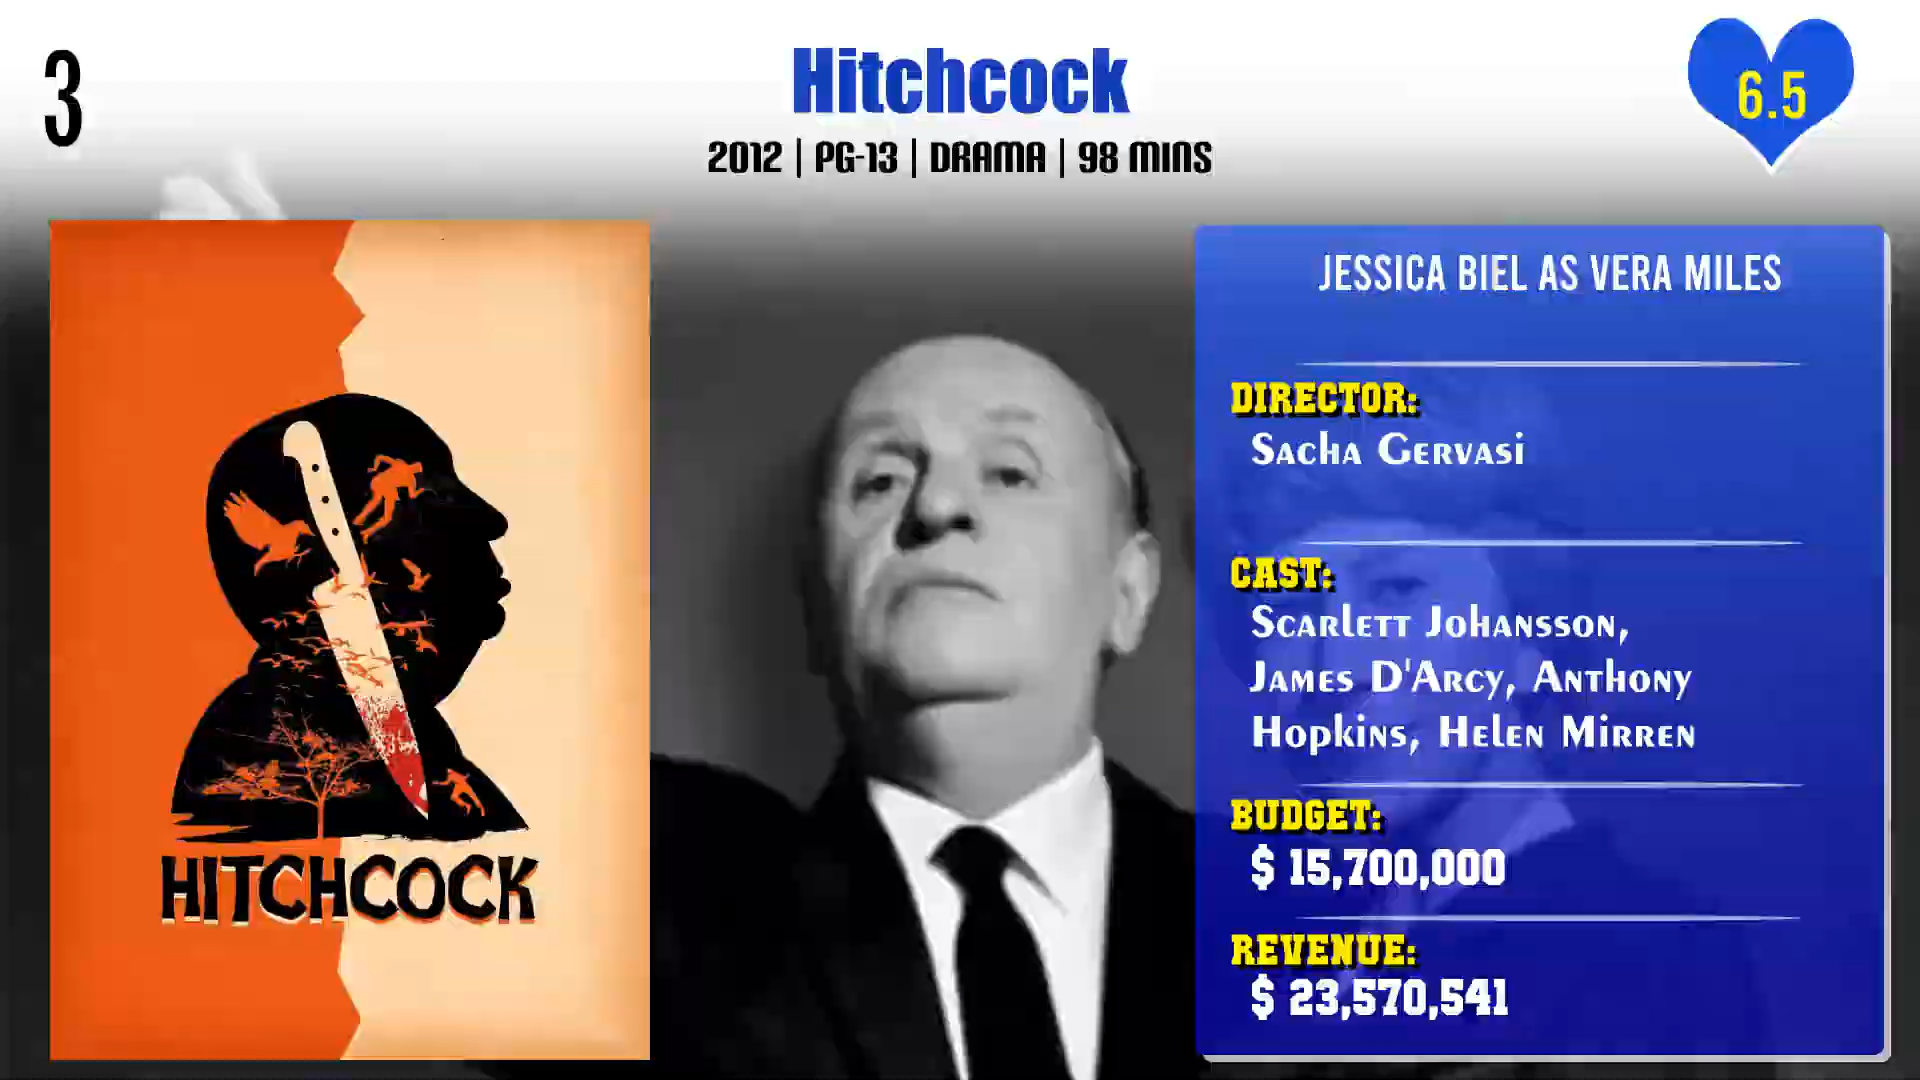 3
Hitchcock
6.5
2012 | PG-13 | DRAMA | 98 MINS
HITCHCOCK
JESSICA BIEL AS VERA MILES
DIRECTOR:
Sacha Gervasi
CAST:
Scarlett Johansson,
James D'Arcy, Anthony
Hopkins, Helen Mirren
BUDGET:
$ 15,700,000
REVENUE:
$ 23,570,541